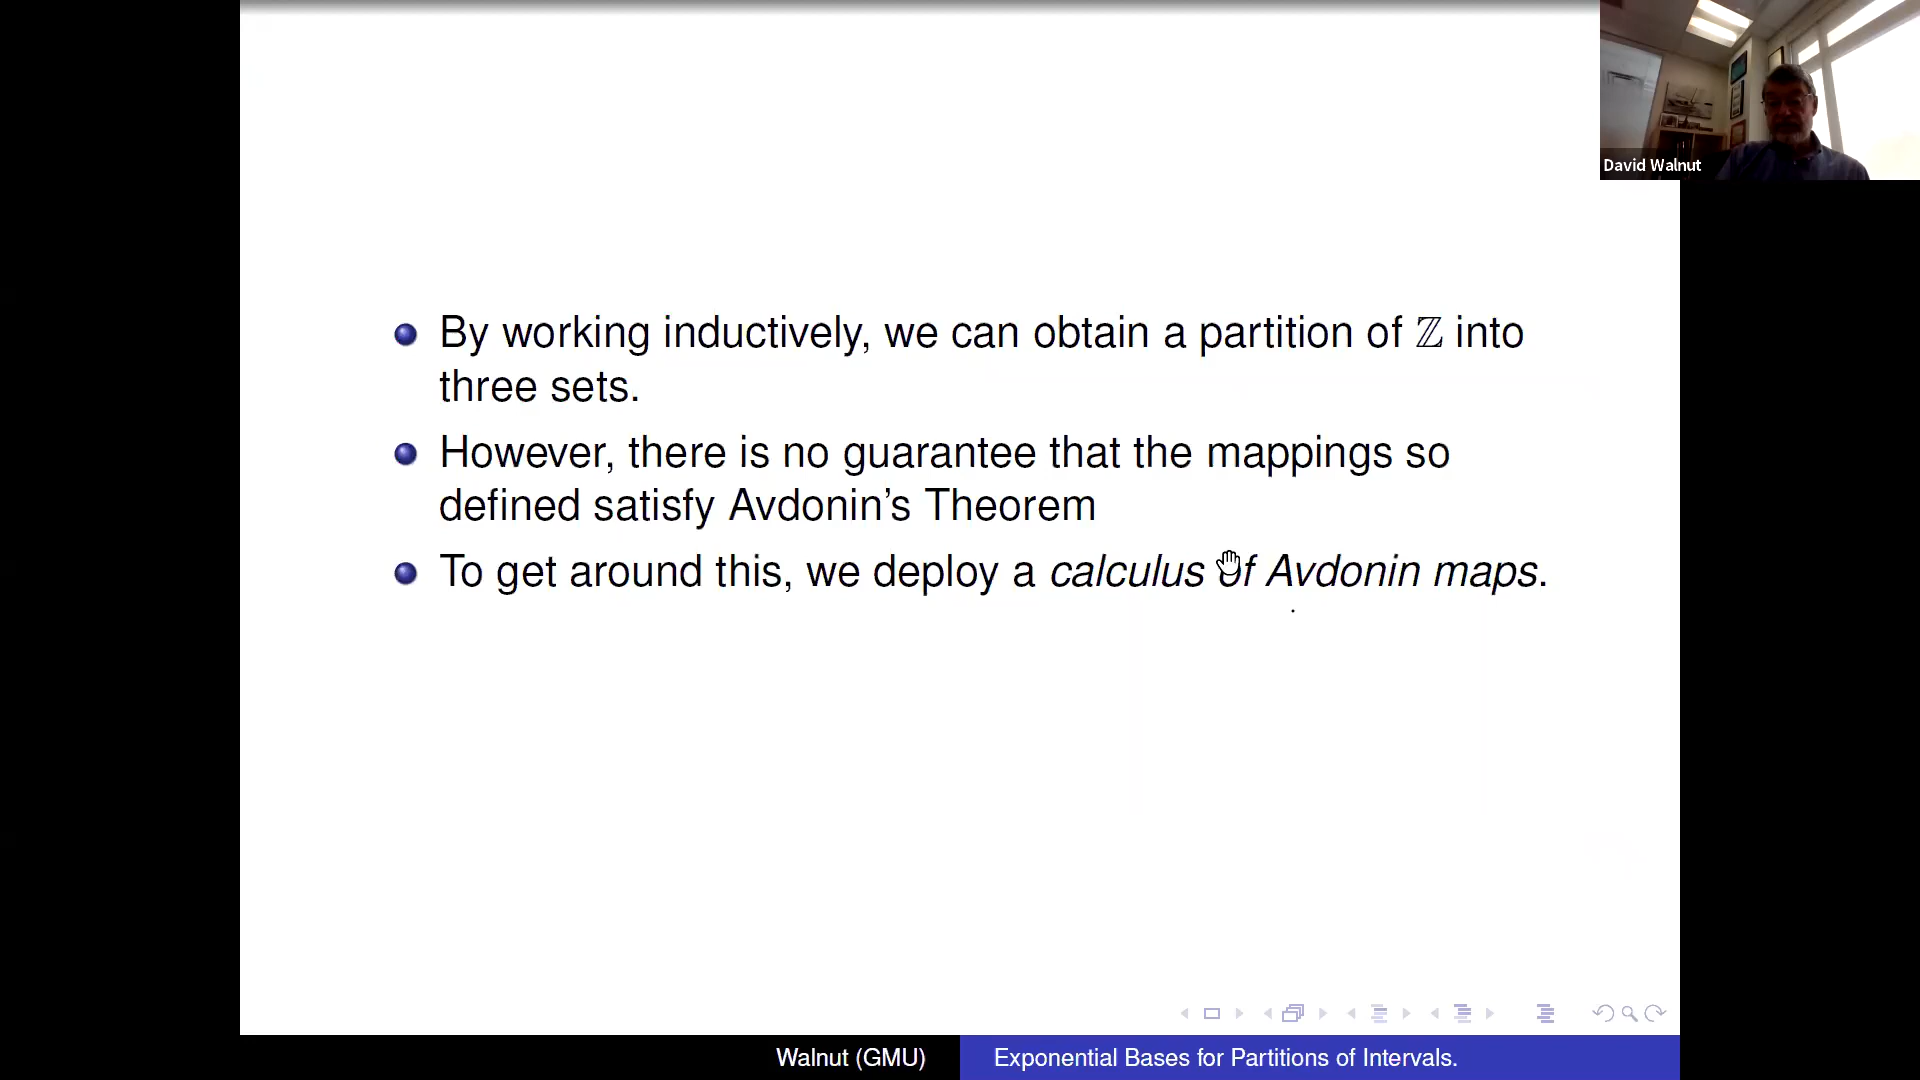 David Walnut
By working inductively, we can obtain a partition of ℤ into
three sets.
However, there is no guarantee that the mappings so
defined satisfy Avdonin's Theorem
To get around this, we deploy a calculus of Avdonin maps.
Walnut (GMU)
Exponential Bases for Partitions of Intervals.